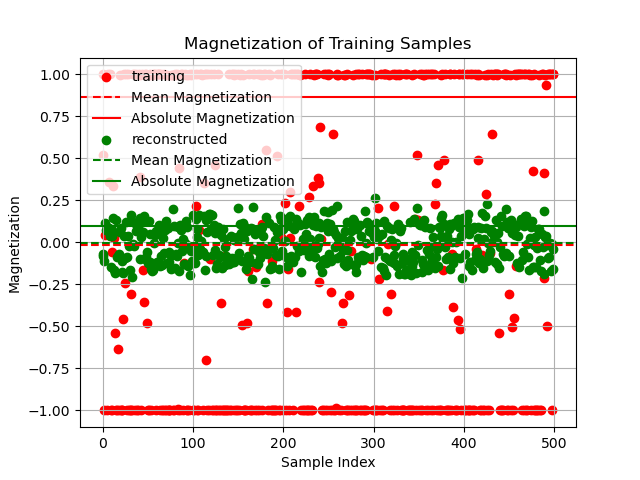 Magnetization of Training Samples
1.00
0.75
0.50
0.25
0.00
−0.25
−0.50
−0.75
−1.00
Magnetization
training
Mean Magnetization
Absolute Magnetization
reconstructed
Mean Magnetization
Absolute Magnetization
0 100 200 300 400 500
Sample Index